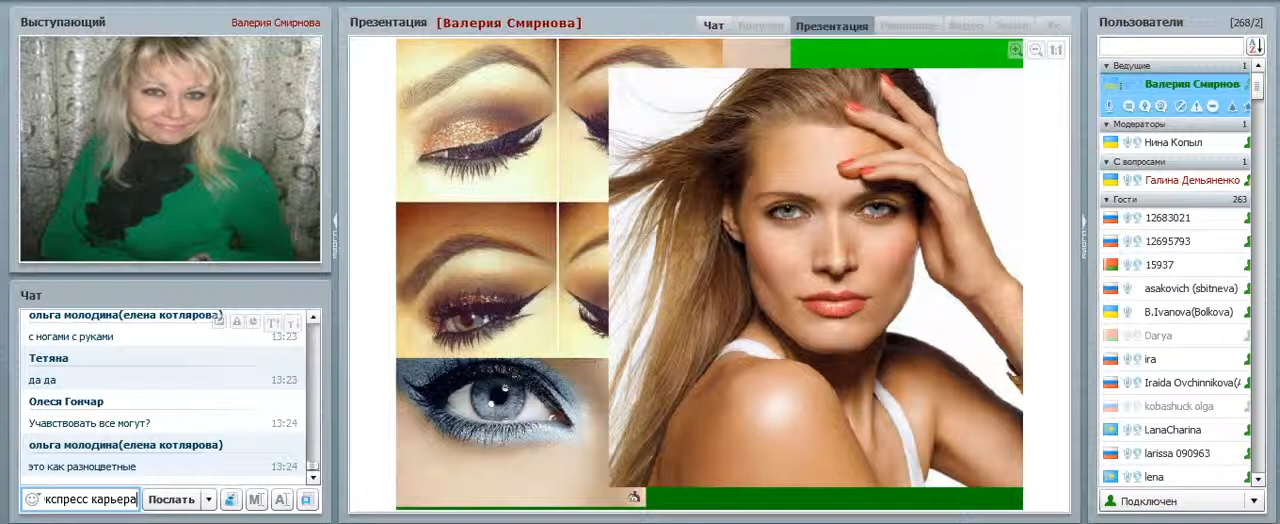 Выступающий
Валерия Смирнова
Чат
ольга молодина(елена котлярова)
с ногами с руками 13:23
Тетяна
да да 13:23
Олеся Гончар
Учавствовать все могут? 13:24
ольга молодина(елена котлярова)
это как разноцветные 13:24
кспресс карьера
Послать
Презентация [Валерия Смирнова]
Чат
Презентация
1:1
Пользователи [268/2]
Ведущие 1
Валерия Смирнов
Модераторы 1
Нина Копыл
С вопросами 1
Галина Демьяненко
Гости 263
12683021
12695793
15937
asakovich (sbitneva)
B.Ivanova(Bolkova)
Darya
ira
Iraida Ovchinnikova(
kobashuck olga
LanaCharina
larissa 090963
lena
Подключен